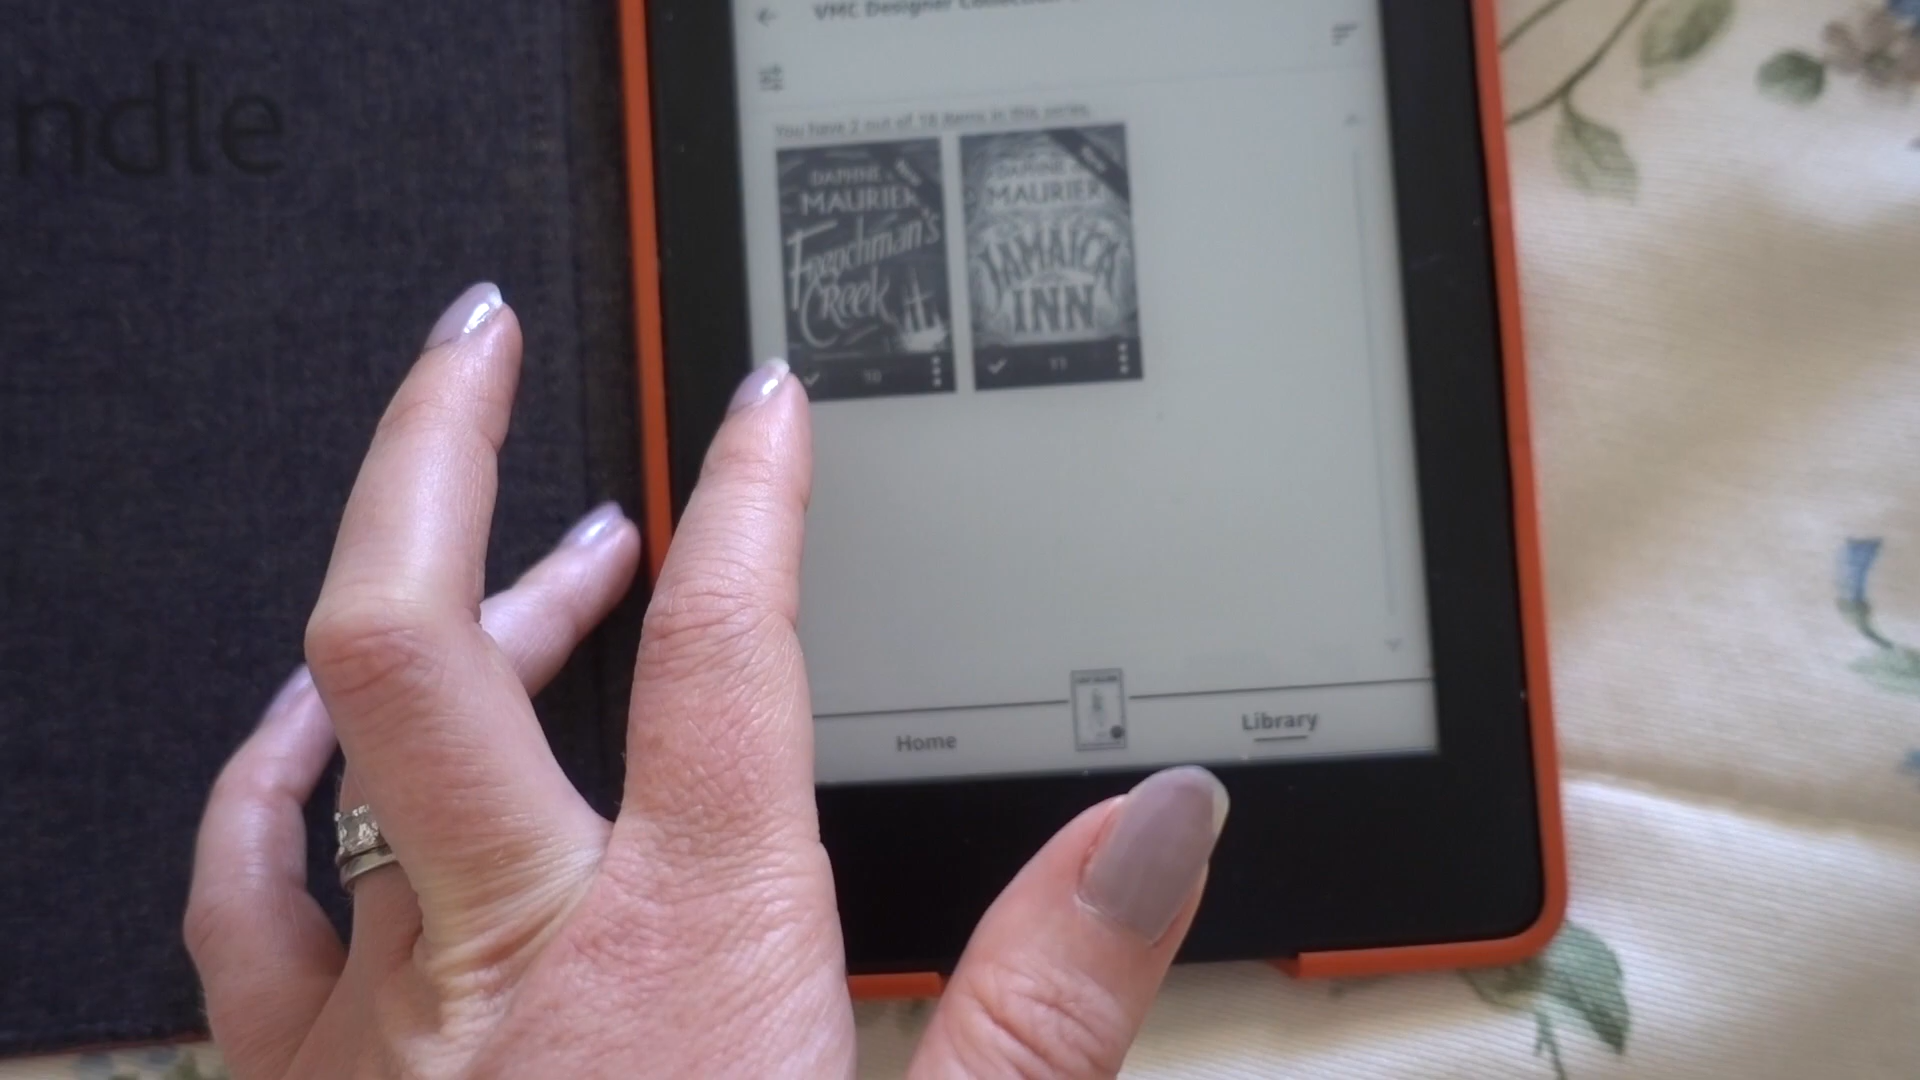 ndle
VMC Designer Collection
You have 2 out of 18 items in this series.
DAPHNE
MAURIER
Frenchman's
Creek
10
DAPHNE
MAURIER
JAMAICA
INN
11
Home
Library